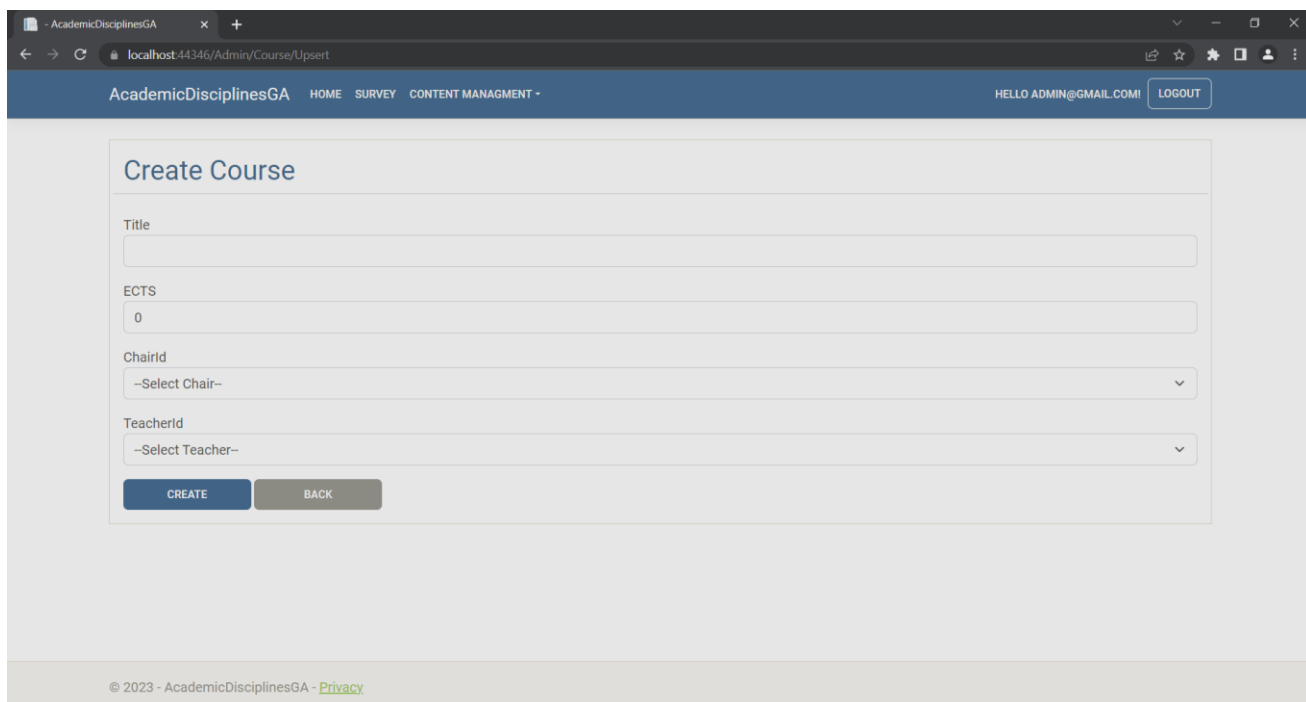 - AcademicDisciplinesGA
localhost:44346/Admin/Course/Upsert
AcademicDisciplinesGA HOME SURVEY CONTENT MANAGMENT HELLO ADMIN@GMAIL.COM! LOGOUT
Create Course
Title
ECTS
0
ChairId
--Select Chair--
TeacherId
--Select Teacher--
CREATE BACK
© 2023 - AcademicDisciplinesGA - Privacy